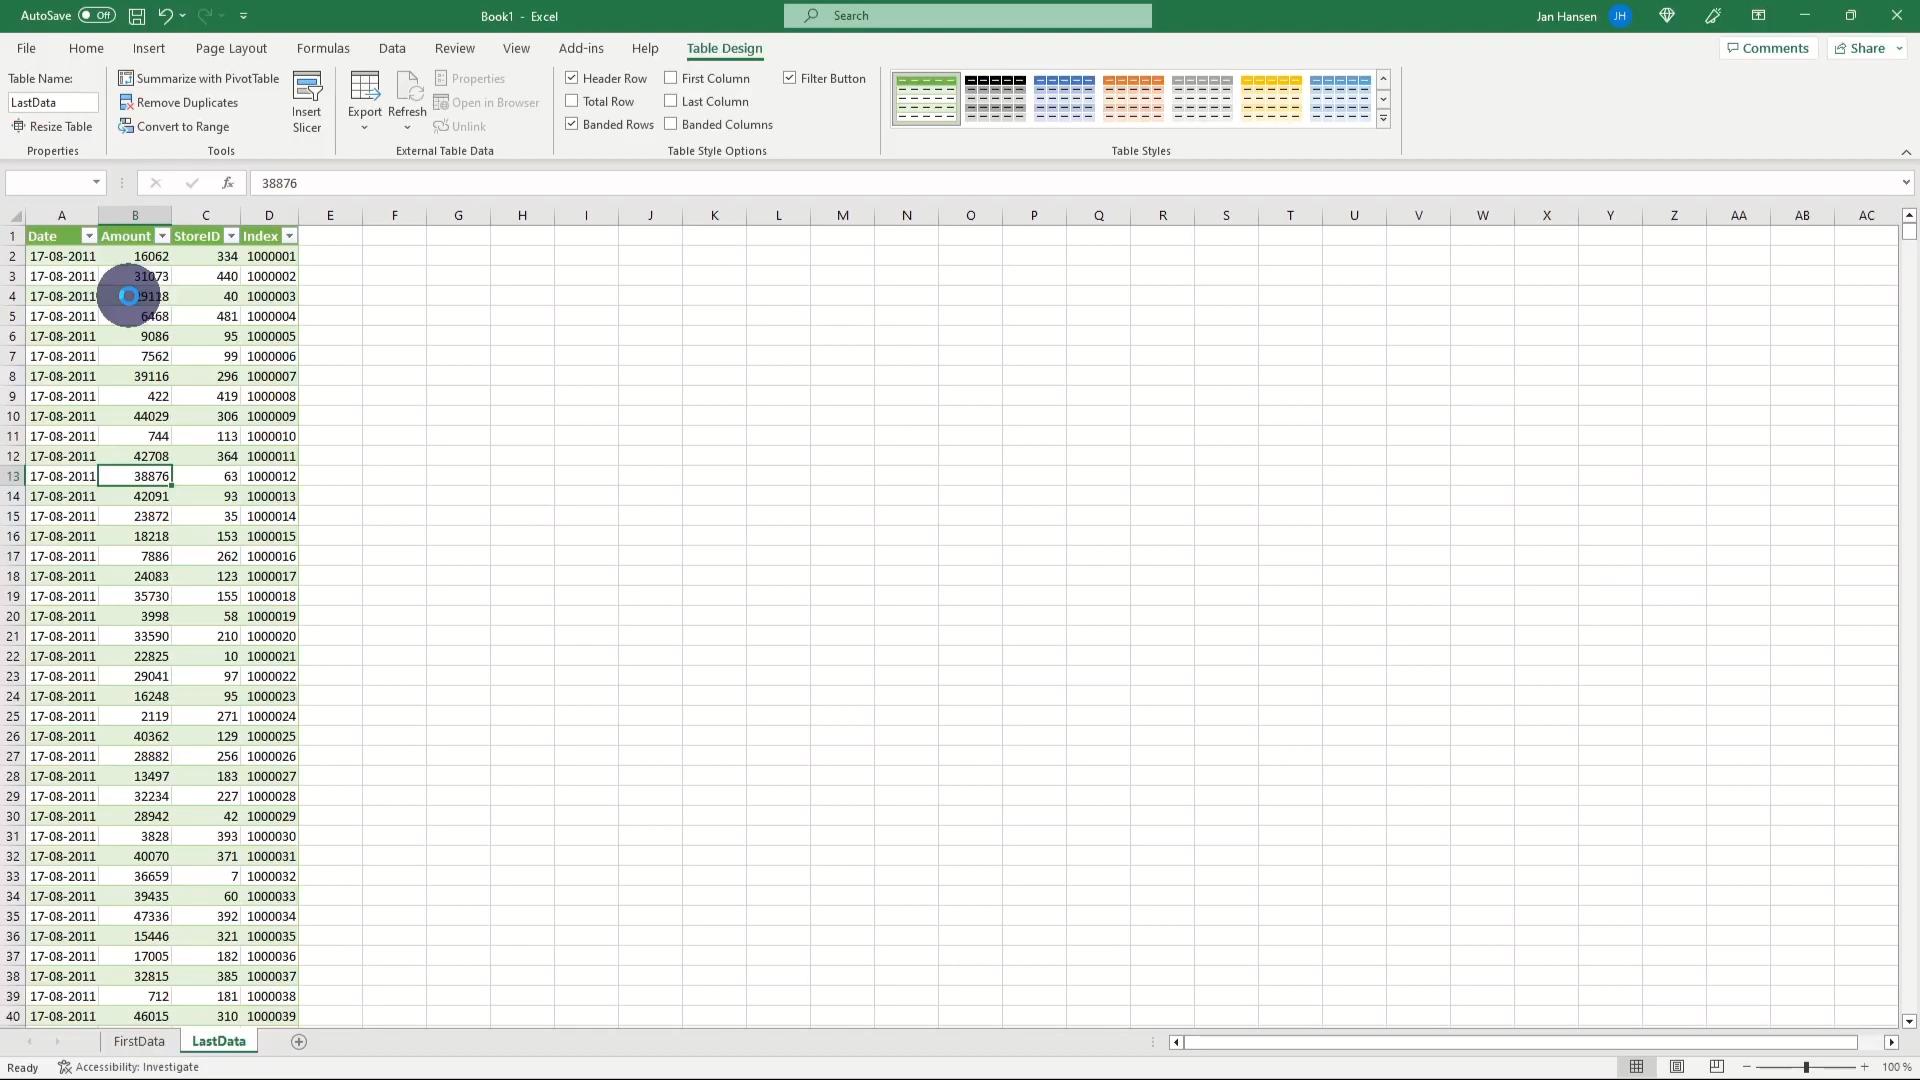 AutoSave Off Book1 - Excel Search Jan Hansen JH
File Home Insert Page Layout Formulas Data Review View Add-ins Help Table Design Comments Share
Table Name:
LastData
Resize Table
Properties
Summarize with PivotTable
Remove Duplicates
Convert to Range
Tools
Insert
Slicer
Export
Refresh
Properties
Open in Browser
Unlink
External Table Data
Header Row First Column Filter Button
Total Row Last Column
Banded Rows Banded Columns
Table Style Options
Table Styles
fx 38876
A B C D E F G H I J K L M N O P Q R S T U V W X Y Z AA AB AC
1 Date Amount StoreID Index
2 17-08-2011 16062 334 1000001
3 17-08-2011 31073 440 1000002
4 17-08-2011 9118 40 1000003
5 17-08-2011 6468 481 1000004
6 17-08-2011 9086 95 1000005
7 17-08-2011 7562 99 1000006
8 17-08-2011 39116 296 1000007
9 17-08-2011 422 419 1000008
10 17-08-2011 44029 306 1000009
11 17-08-2011 744 113 1000010
12 17-08-2011 42708 364 1000011
13 17-08-2011 38876 63 1000012
14 17-08-2011 42091 93 1000013
15 17-08-2011 23872 35 1000014
16 17-08-2011 18218 153 1000015
17 17-08-2011 7886 262 1000016
18 17-08-2011 24083 123 1000017
19 17-08-2011 35730 155 1000018
20 17-08-2011 3998 58 1000019
21 17-08-2011 33590 210 1000020
22 17-08-2011 22825 10 1000021
23 17-08-2011 29041 97 1000022
24 17-08-2011 16248 95 1000023
25 17-08-2011 2119 271 1000024
26 17-08-2011 40362 129 1000025
27 17-08-2011 28882 256 1000026
28 17-08-2011 13497 183 1000027
29 17-08-2011 32234 227 1000028
30 17-08-2011 28942 42 1000029
31 17-08-2011 3828 393 1000030
32 17-08-2011 40070 371 1000031
33 17-08-2011 36659 7 1000032
34 17-08-2011 39435 60 1000033
35 17-08-2011 47336 392 1000034
36 17-08-2011 15446 321 1000035
37 17-08-2011 17005 182 1000036
38 17-08-2011 32815 385 1000037
39 17-08-2011 712 181 1000038
40 17-08-2011 46015 310 1000039
FirstData LastData
Ready Accessibility: Investigate 100 %